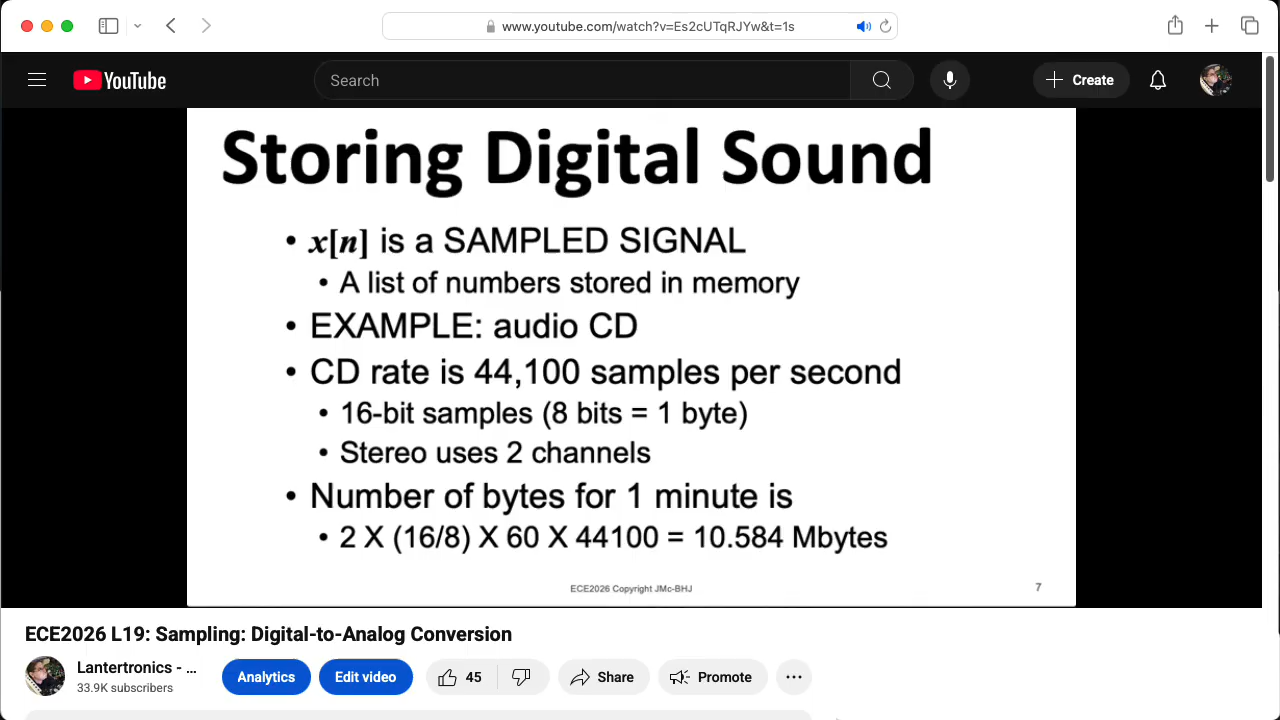 www.youtube.com/watch?v=Es2cUTqRJYw&t=1s
YouTube
Search
Create
Storing Digital Sound
• x[n] is a SAMPLED SIGNAL
• A list of numbers stored in memory
• EXAMPLE: audio CD
• CD rate is 44,100 samples per second
• 16-bit samples (8 bits = 1 byte)
• Stereo uses 2 channels
• Number of bytes for 1 minute is
• 2 X (16/8) X 60 X 44100 = 10.584 Mbytes
ECE2026 Copyright JMc-BHJ
7
ECE2026 L19: Sampling: Digital-to-Analog Conversion
Lantertronics - ...
33.9K subscribers
Analytics
Edit video
45
Share
Promote